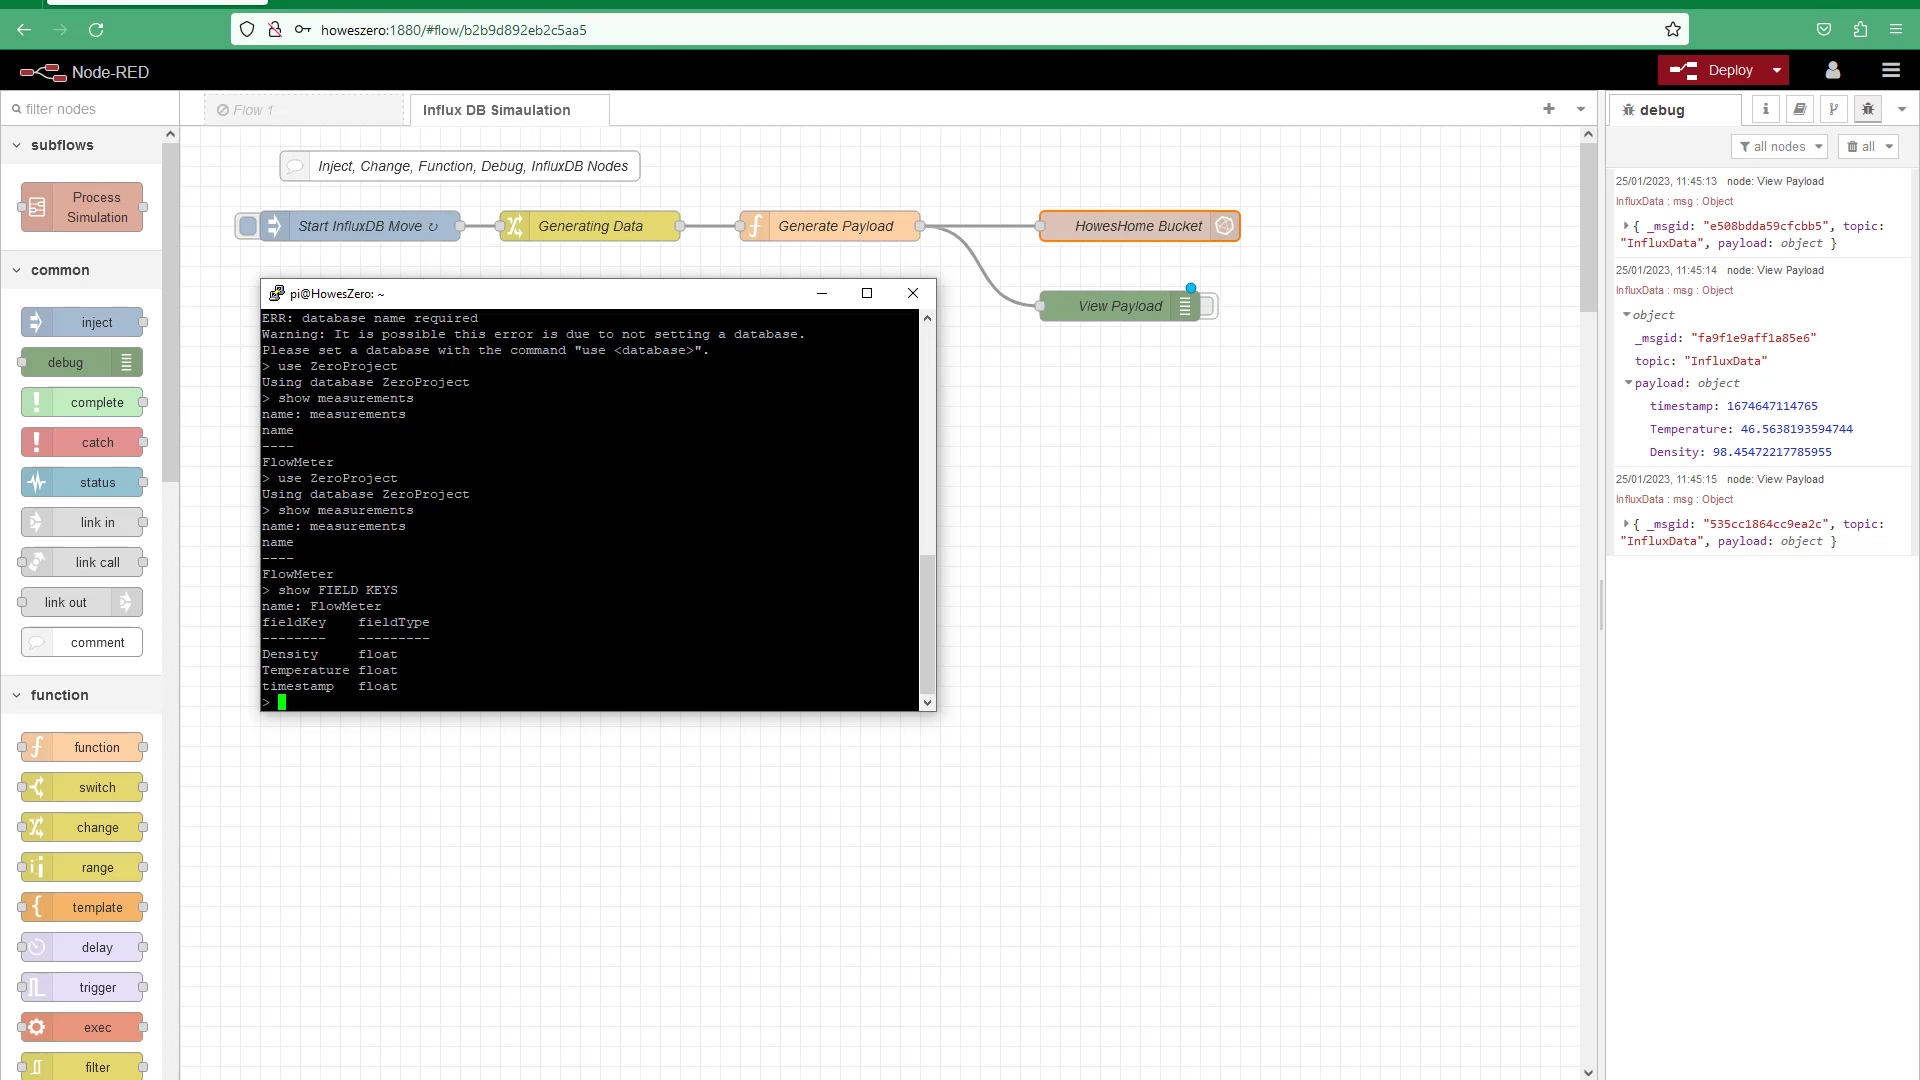 howeszero:1880/#flow/b2b9d892eb2c5aa5
Node-RED
Deploy
filter nodes
Flow 1
Influx DB Simaulation
debug
i
all nodes
all
subflows
Process
Simulation
common
inject
debug
complete
catch
status
link in
link call
link out
comment
function
function
switch
change
range
template
delay
trigger
exec
filter
Inject, Change, Function, Debug, InfluxDB Nodes
Start InfluxDB Move ↻
Generating Data
Generate Payload
HowesHome Bucket
View Payload
pi@HowesZero: ~
ERR: database name required
Warning: It is possible this error is due to not setting a database.
Please set a database with the command "use <database>".
> use ZeroProject
Using database ZeroProject
> show measurements
name: measurements
name
----
FlowMeter
> use ZeroProject
Using database ZeroProject
> show measurements
name: measurements
name
----
FlowMeter
> show FIELD KEYS
name: FlowMeter
fieldKey    fieldType
--------    ---------
Density     float
Temperature float
timestamp   float
>
25/01/2023, 11:45:13 node: View Payload
InfluxData : msg : Object
{ _msgid: "e508bdda59cfcbb5", topic:
"InfluxData", payload: object }
25/01/2023, 11:45:14 node: View Payload
InfluxData : msg : Object
object
_msgid: "fa9f1e9aff1a85e6"
topic: "InfluxData"
payload: object
timestamp: 1674647114765
Temperature: 46.5638193594744
Density: 98.45472217785955
25/01/2023, 11:45:15 node: View Payload
InfluxData : msg : Object
{ _msgid: "535cc1864cc9ea2c", topic:
"InfluxData", payload: object }